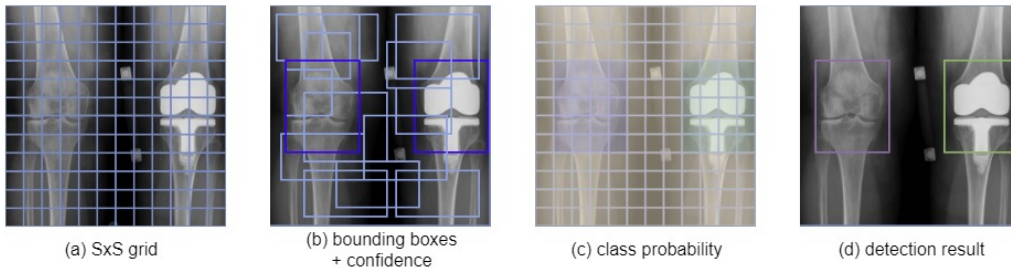 (a) SxS grid
(b) bounding boxes
+ confidence
(c) class probability
(d) detection result